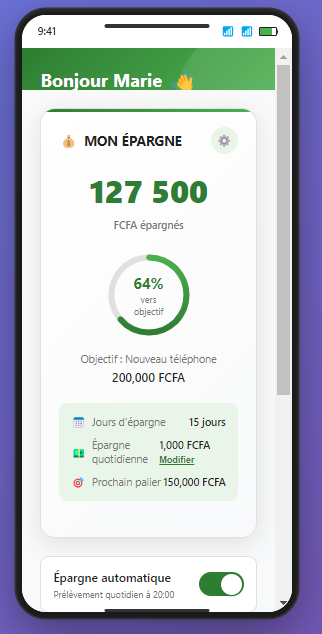 9:41
Bonjour Marie 👋
MON ÉPARGNE
127 500
FCFA épargnés
64%
vers
objectif
Objectif : Nouveau téléphone
200,000 FCFA
Jours d'épargne 15 jours
Épargne 1,000 FCFA
quotidienne Modifier
Prochain palier 150,000 FCFA
Épargne automatique
Prélèvement quotidien à 20:00